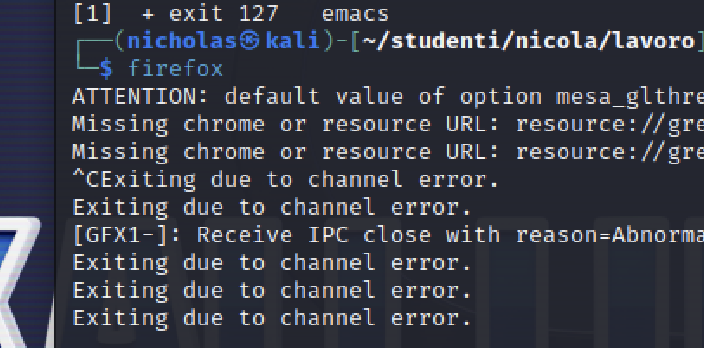 [1]  + exit 127   emacs
┌──(nicholas㉿kali)-[~/studenti/nicola/lavoro]
└─$ firefox
ATTENTION: default value of option mesa_glthre
Missing chrome or resource URL: resource://gre
Missing chrome or resource URL: resource://gre
^CExiting due to channel error.
Exiting due to channel error.
[GFX1-]: Receive IPC close with reason=Abnorma
Exiting due to channel error.
Exiting due to channel error.
Exiting due to channel error.